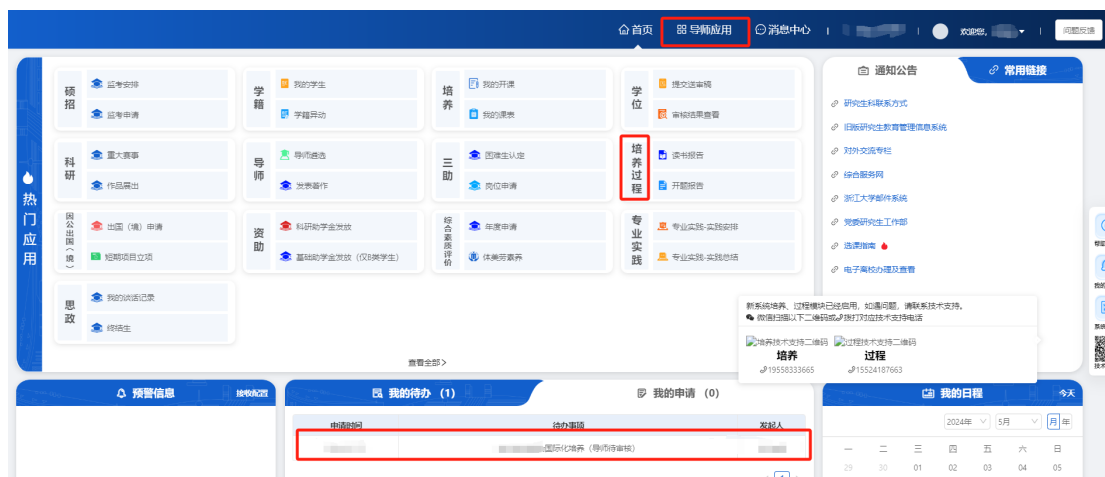 首页 导师应用 消息中心 欢迎您, 问题反馈
热门应用
硕招 监考安排 监考申请
学籍 我的学生 学籍异动
培养 我的开课 我的课表
学位 提交送审稿 审核结果查看
科研 重大赛事 作品展出
导师 导师遴选 发表著作
三助 困难生认定 岗位申请
培养过程 读书报告 开题报告
因公出国（境） 出国（境）申请 短期项目立项
资助 科研助学金发放 基础助学金发放（仅B类学生）
综合素质评价 年度申请 体美劳素养
专业实践 专业实践-实践安排 专业实践-实践总结
思政 我的谈话记录 终结生
查看全部>
通知公告 常用链接
研究生科联系方式
旧版研究生教育管理信息系统
对外交流专栏
综合服务网
浙江大学邮件系统
党委研究生工作部
选课指南
电子离校办理及查看
新系统培养、过程模块已经启用，如遇问题，请联系技术支持。
微信扫描以下二维码或拨打对应技术支持电话
培养技术支持二维码 过程技术支持二维码
培养 过程
19558333665 15524187663
预警信息 接收配置
我的待办（1） 我的申请（0）
申请时间 待办事项 发起人
国际化培养（导师待审核）
1
我的日程 今天
2024年 5月 月 年
一 二 三 四 五 六 日
29 30 01 02 03 04 05